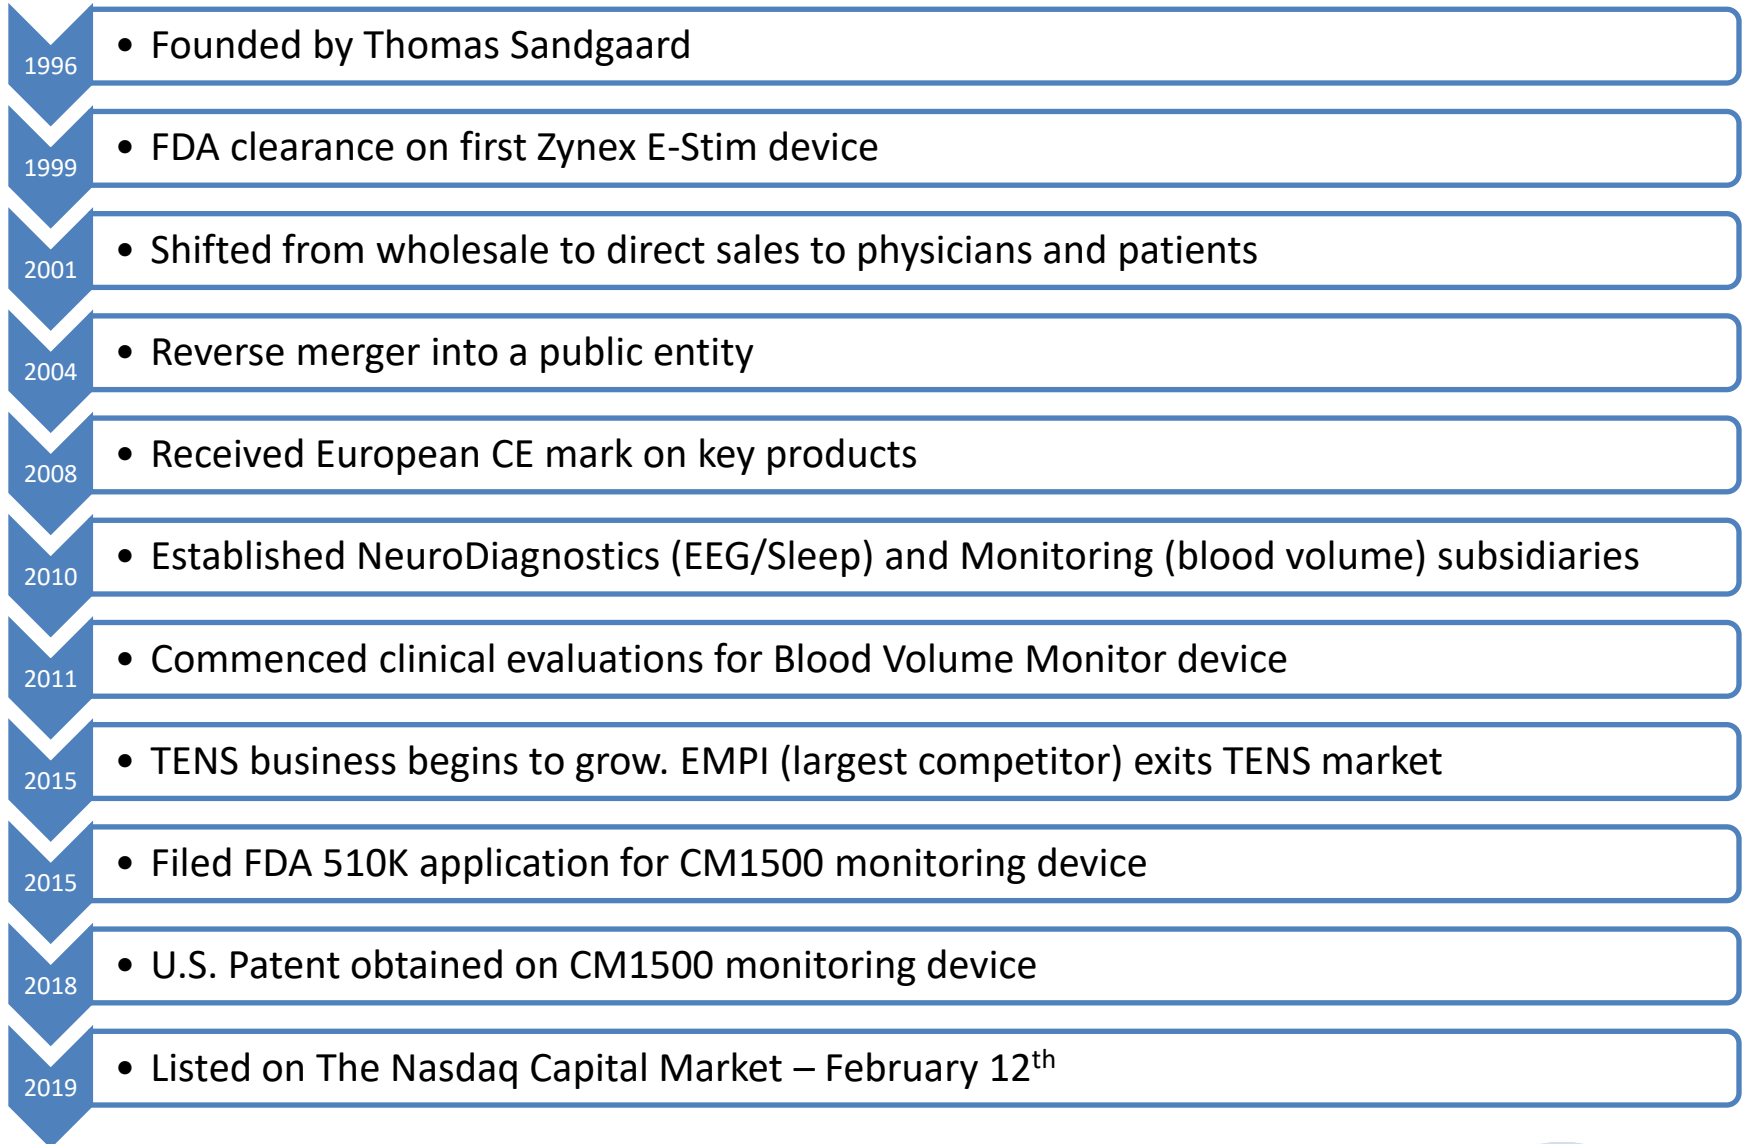 1996
• Founded by Thomas Sandgaard
1999
• FDA clearance on first Zynex E-Stim device
2001
• Shifted from wholesale to direct sales to physicians and patients
2004
• Reverse merger into a public entity
2008
• Received European CE mark on key products
2010
• Established NeuroDiagnostics (EEG/Sleep) and Monitoring (blood volume) subsidiaries
2011
• Commenced clinical evaluations for Blood Volume Monitor device
2015
• TENS business begins to grow. EMPI (largest competitor) exits TENS market
2015
• Filed FDA 510K application for CM1500 monitoring device
2018
• U.S. Patent obtained on CM1500 monitoring device
2019
• Listed on The Nasdaq Capital Market – February 12th